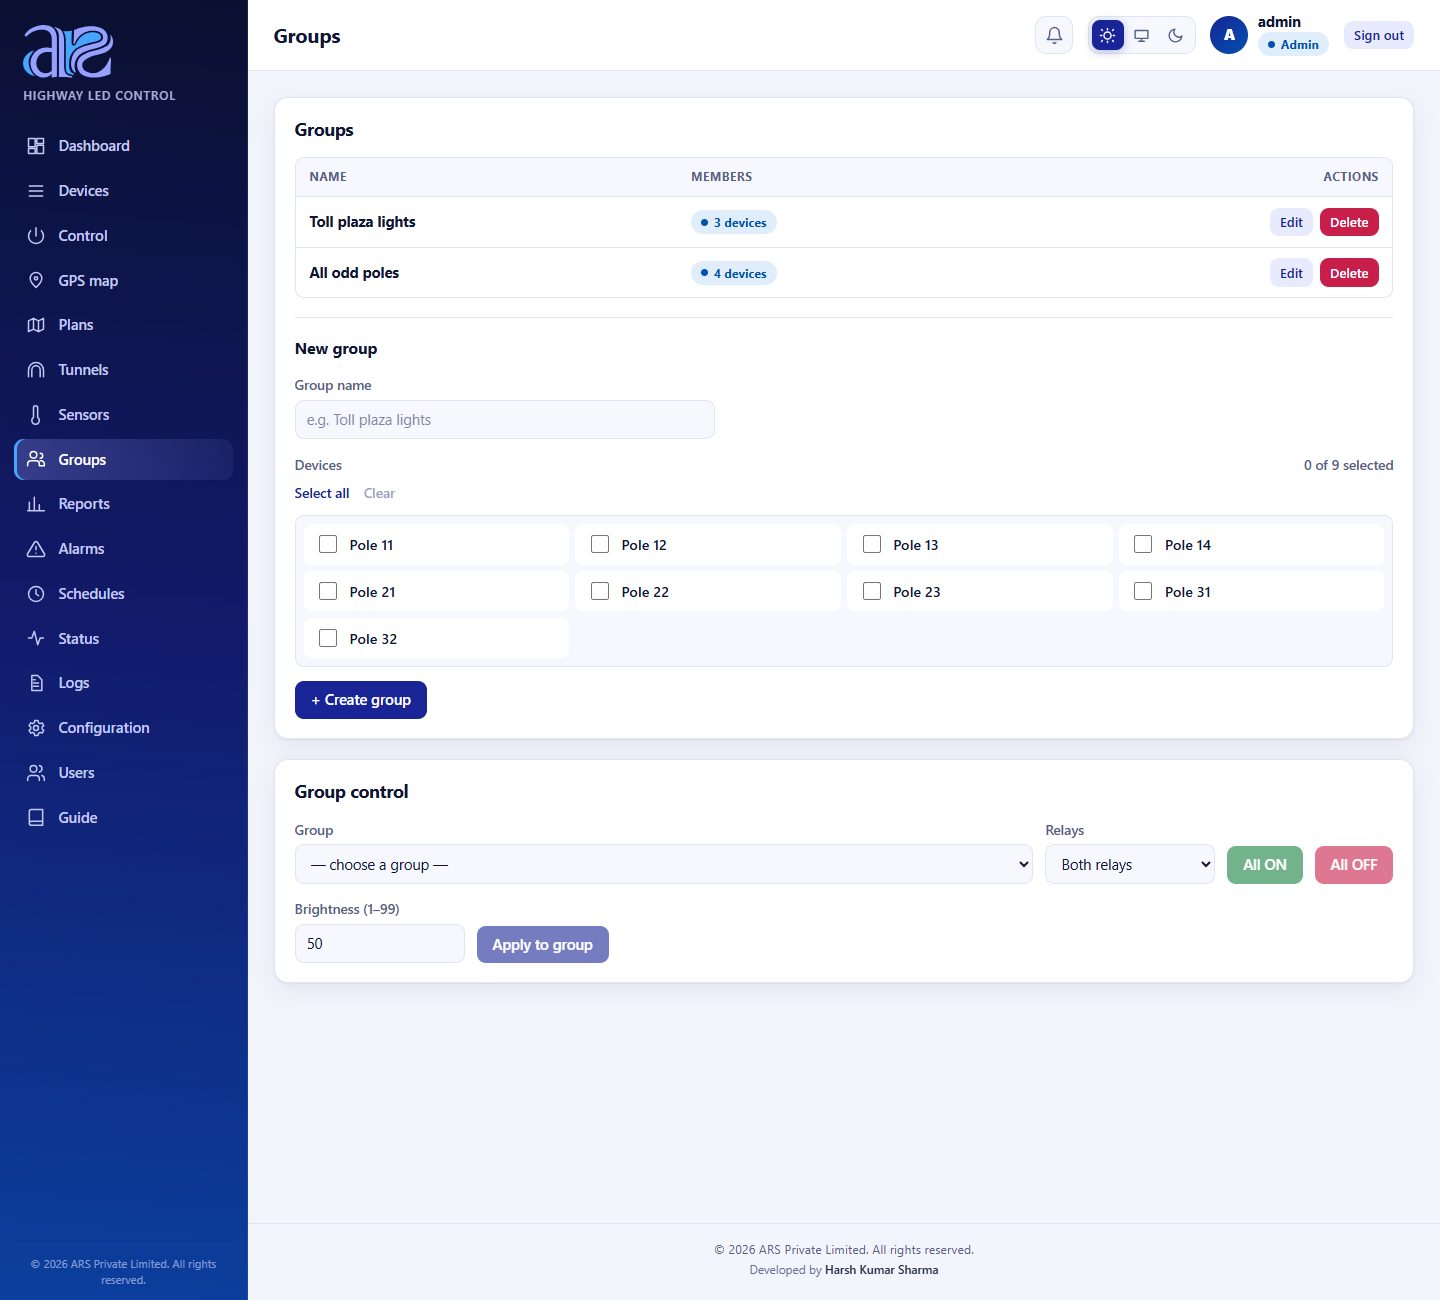 ars
HIGHWAY LED CONTROL
Dashboard
Devices
Control
GPS map
Plans
Tunnels
Sensors
Groups
Reports
Alarms
Schedules
Status
Logs
Configuration
Users
Guide
© 2026 ARS Private Limited. All rights
reserved.
Groups
A
admin
Admin
Sign out
Groups
NAME MEMBERS ACTIONS
Toll plaza lights 3 devices Edit Delete
All odd poles 4 devices Edit Delete
New group
Group name
e.g. Toll plaza lights
Devices 0 of 9 selected
Select all Clear
Pole 11 Pole 12 Pole 13 Pole 14
Pole 21 Pole 22 Pole 23 Pole 31
Pole 32
+ Create group
Group control
Group Relays
— choose a group — Both relays All ON All OFF
Brightness (1–99)
50 Apply to group
© 2026 ARS Private Limited. All rights reserved.
Developed by Harsh Kumar Sharma